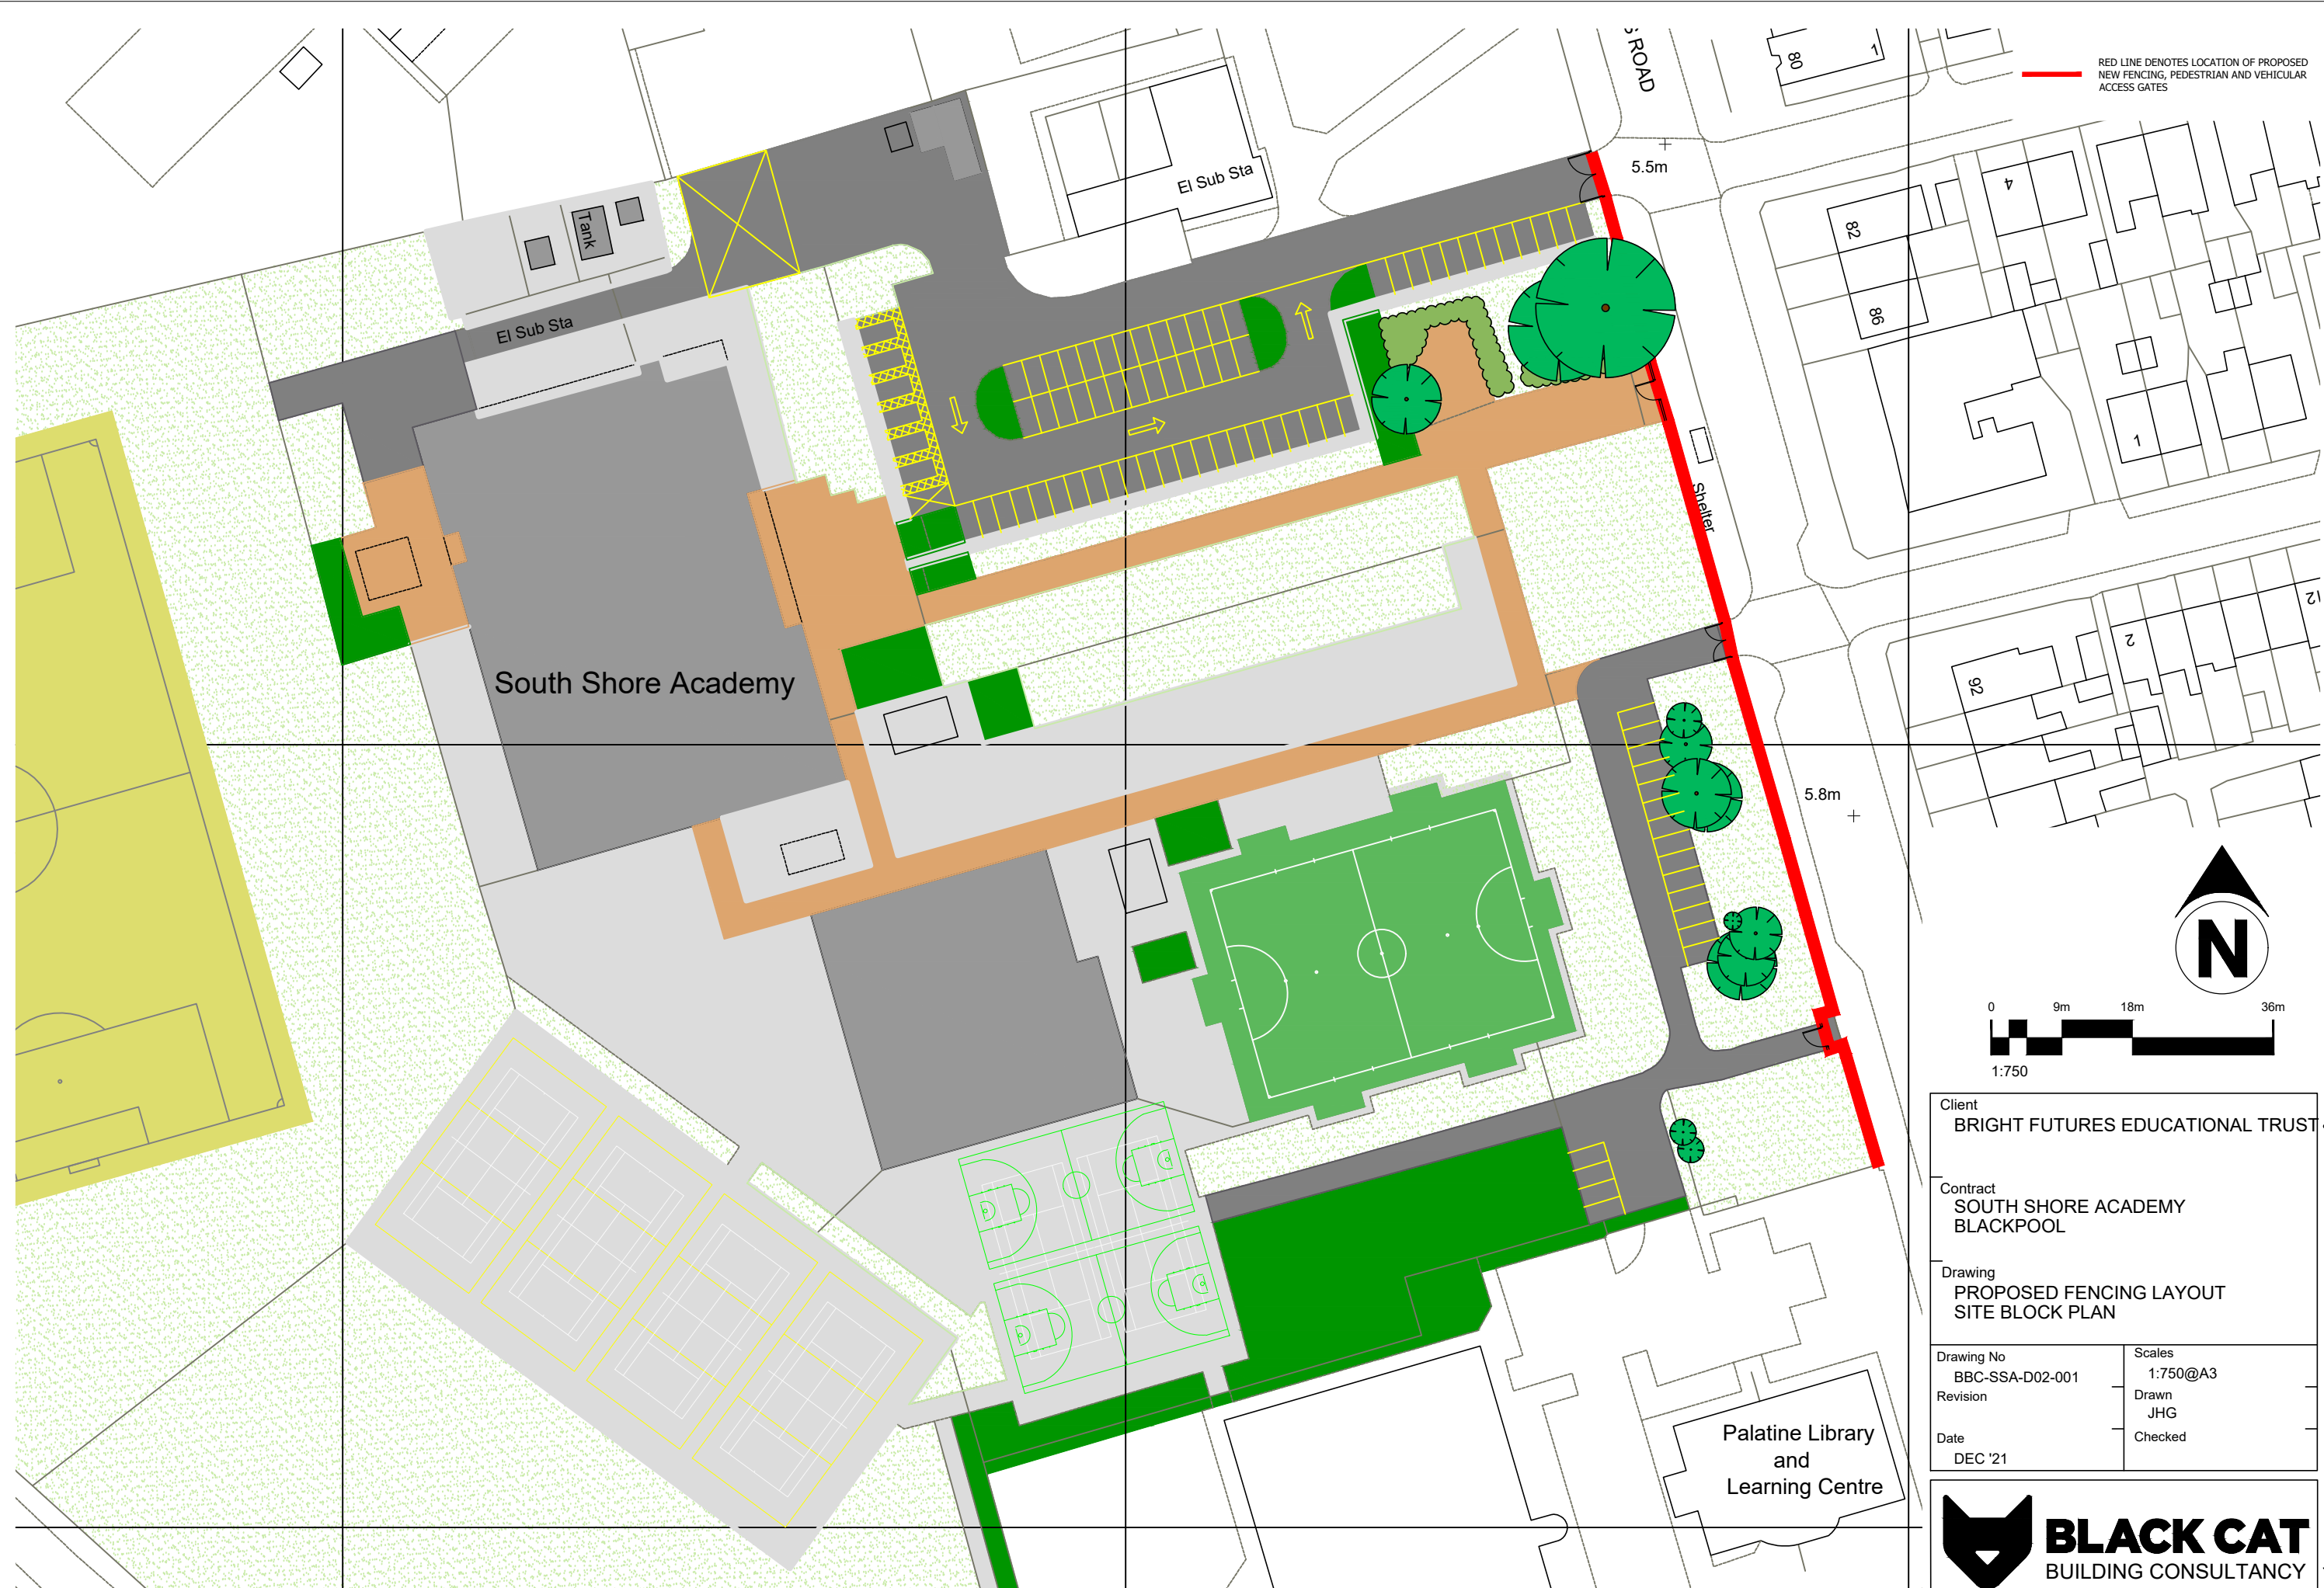 RED LINE DENOTES LOCATION OF PROPOSED
NEW FENCING, PEDESTRIAN AND VEHICULAR
ACCESS GATES
ROAD
80
1
5.5m
El Sub Sta
Tank
El Sub Sta
82
4
86
1
Shelter
South Shore Academy
2
92
12
5.8m
N
0 9m 18m 36m
1:750
Client
BRIGHT FUTURES EDUCATIONAL TRUST
Contract
SOUTH SHORE ACADEMY
BLACKPOOL
Drawing
PROPOSED FENCING LAYOUT
SITE BLOCK PLAN
Drawing No
BBC-SSA-D02-001
Scales
1:750@A3
Revision
Drawn
JHG
Date
DEC '21
Checked
Palatine Library
and
Learning Centre
BLACK CAT
BUILDING CONSULTANCY